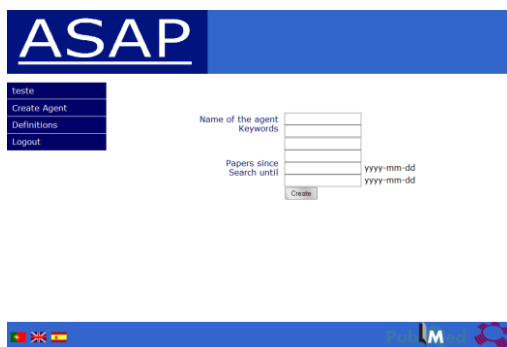 ASAP
teste
Create Agent
Definitions
Logout
Name of the agent
Keywords
Papers since yyyy-mm-dd
Search until yyyy-mm-dd
Create
PubMed